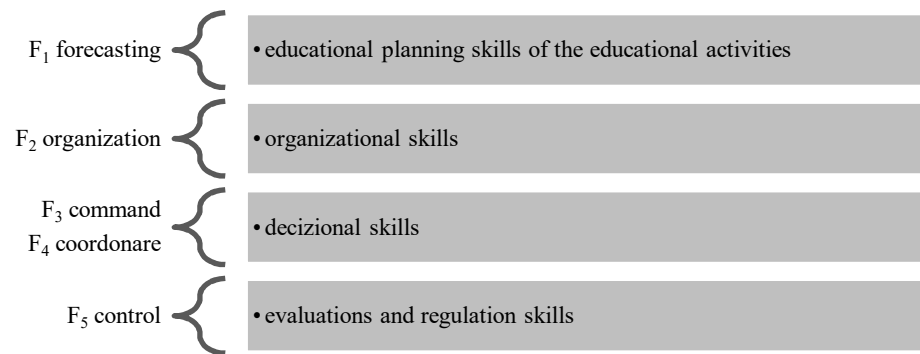 F₁ forecasting
• educational planning skills of the educational activities
F₂ organization
• organizational skills
F₃ command
F₄ coordonare
• decizional skills
F₅ control
• evaluations and regulation skills